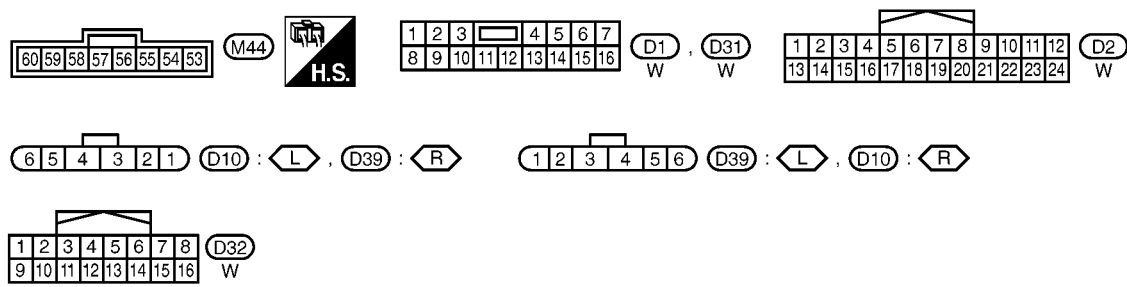 60 59 58 57 56 55 54 53 M44
H.S.
1 2 3 4 5 6 7
8 9 10 11 12 13 14 15 16
D1 , D31
W
1 2 3 4 5 6 7 8 9 10 11 12
13 14 15 16 17 18 19 20 21 22 23 24
D2
W
6 5 4 3 2 1 D10 : L , D39 : R
1 2 3 4 5 6 D39 : L , D10 : R
1 2 3 4 5 6 7 8
9 10 11 12 13 14 15 16
D32
W